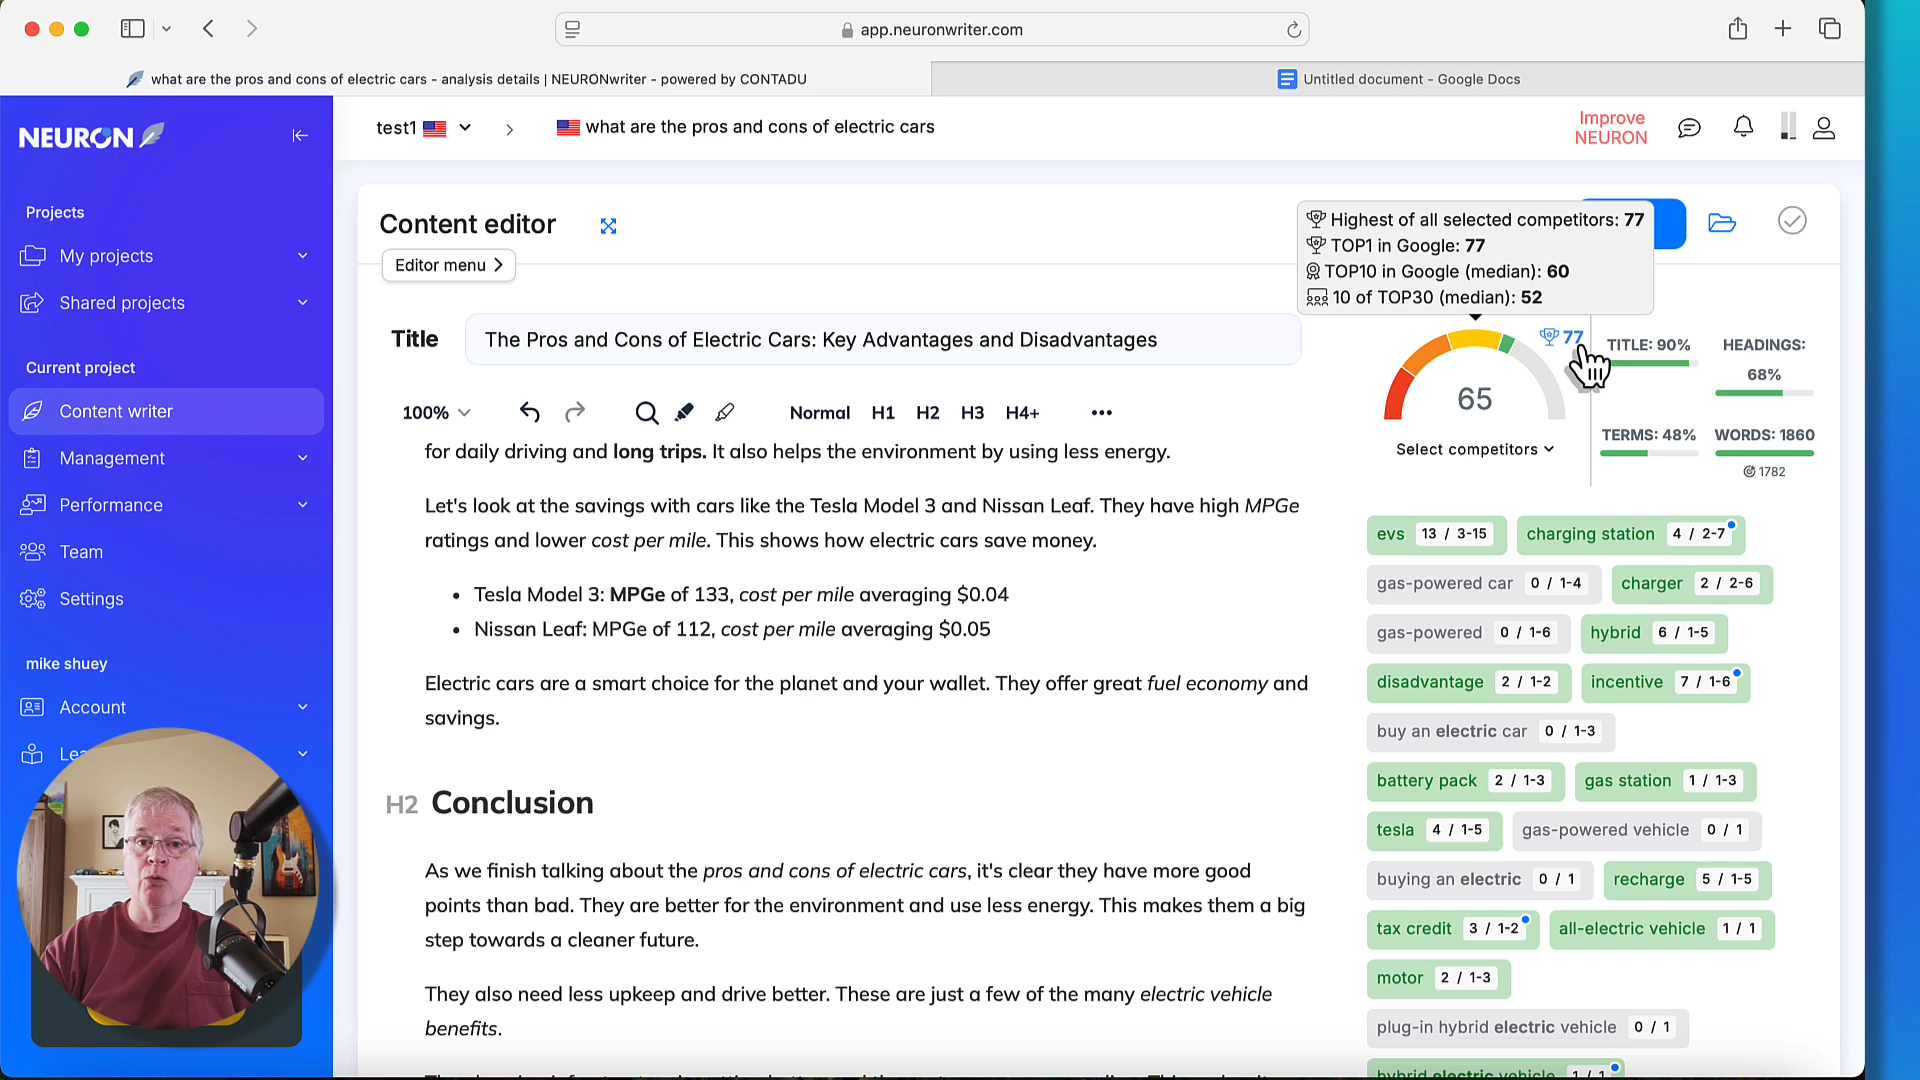 app.neuronwriter.com
what are the pros and cons of electric cars - analysis details | NEURONwriter - powered by CONTADU
Untitled document - Google Docs
NEURON
Projects
My projects
Shared projects
Current project
Content writer
Management
Performance
Team
Settings
mike shuey
Account
test1
what are the pros and cons of electric cars
Improve
NEURON
Content editor
Editor menu
Highest of all selected competitors: 77
TOP1 in Google: 77
TOP10 in Google (median): 60
10 of TOP30 (median): 52
Title
The Pros and Cons of Electric Cars: Key Advantages and Disadvantages
100%
Normal H1 H2 H3 H4+
77
65
Select competitors
TITLE: 90%
HEADINGS:
68%
TERMS: 48%
WORDS: 1860
1782
for daily driving and long trips. It also helps the environment by using less energy.
Let's look at the savings with cars like the Tesla Model 3 and Nissan Leaf. They have high MPGe
ratings and lower cost per mile. This shows how electric cars save money.
• Tesla Model 3: MPGe of 133, cost per mile averaging $0.04
• Nissan Leaf: MPGe of 112, cost per mile averaging $0.05
Electric cars are a smart choice for the planet and your wallet. They offer great fuel economy and
savings.
H2 Conclusion
As we finish talking about the pros and cons of electric cars, it's clear they have more good
points than bad. They are better for the environment and use less energy. This makes them a big
step towards a cleaner future.
They also need less upkeep and drive better. These are just a few of the many electric vehicle
benefits.
evs 13 / 3-15 charging station 4 / 2-7
gas-powered car 0 / 1-4 charger 2 / 2-6
gas-powered 0 / 1-6 hybrid 6 / 1-5
disadvantage 2 / 1-2 incentive 7 / 1-6
buy an electric car 0 / 1-3
battery pack 2 / 1-3 gas station 1 / 1-3
tesla 4 / 1-5 gas-powered vehicle 0 / 1
buying an electric 0 / 1 recharge 5 / 1-5
tax credit 3 / 1-2 all-electric vehicle 1 / 1
motor 2 / 1-3
plug-in hybrid electric vehicle 0 / 1
hybrid electric vehicle 1 / 1